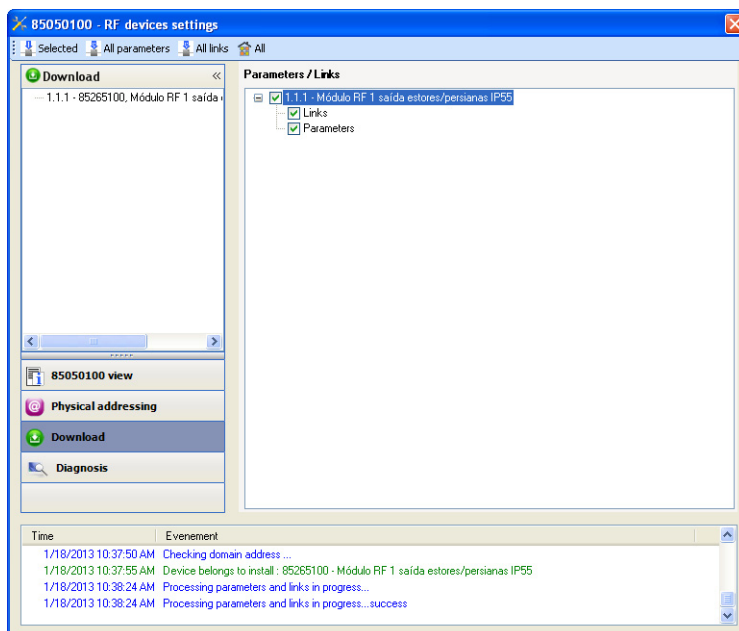 85050100 - RF devices settings
Selected All parameters All links All
Download
1.1.1 - 85265100, Módulo RF 1 saída
85050100 view
Physical addressing
Download
Diagnosis
Parameters / Links
1.1.1 - Módulo RF 1 saída estores/persianas IP55
Links
Parameters
Time Evenement
1/18/2013 10:37:50 AM Checking domain address ...
1/18/2013 10:37:55 AM Device belongs to install : 85265100 - Módulo RF 1 saída estores/persianas IP55
1/18/2013 10:38:24 AM Processing parameters and links in progress...
1/18/2013 10:38:24 AM Processing parameters and links in progress...success